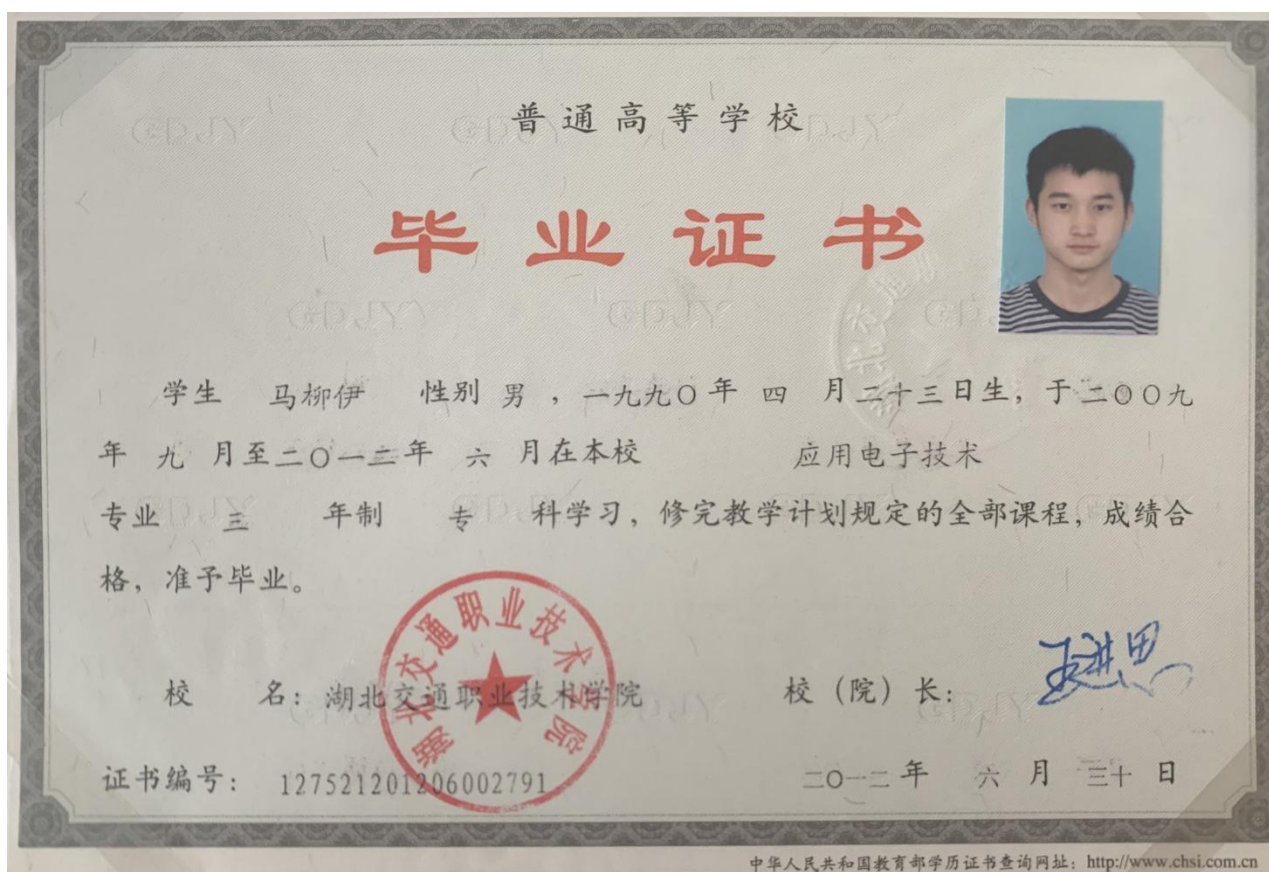 普通高等学校
毕业证书
学生 马柳伊 性别 男 ，一九九〇年 四 月二十三日生，于二〇〇九
年 九 月至二〇一二年 六 月在本校 应用电子技术
专业 三 年制 专 科学习，修完教学计划规定的全部课程，成绩合
格，准予毕业。
湖北交通职业技术学院
校 名：湖北交通职业技术学院 校（院）长： 王进思
证书编号： 127521201206002791 二〇一二年 六 月 三十 日
中华人民共和国教育部学历证书查询网址：http://www.chsi.com.cn